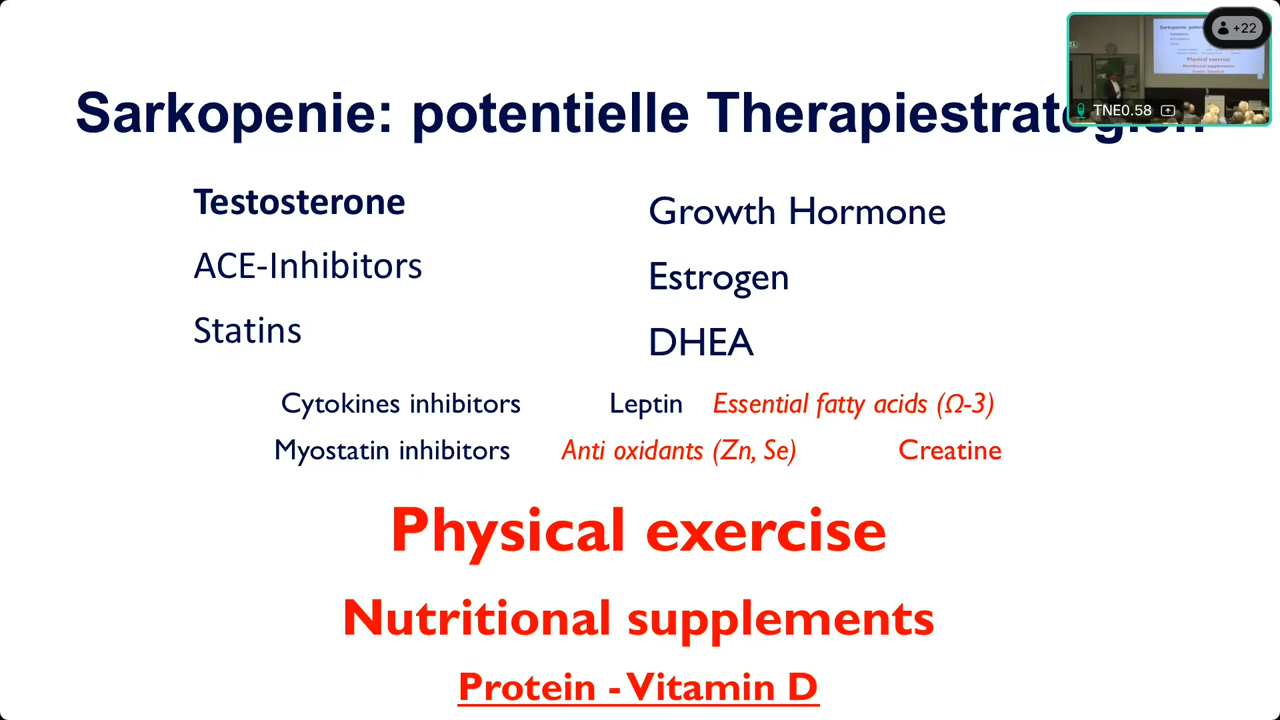 +22
TNE0.58
Sarkopenie: potentielle Therapiestrategien
Testosterone
Growth Hormone
ACE-Inhibitors
Estrogen
Statins
DHEA
Cytokines inhibitors Leptin Essential fatty acids (Ω-3)
Myostatin inhibitors Anti oxidants (Zn, Se) Creatine
Physical exercise
Nutritional supplements
Protein - Vitamin D